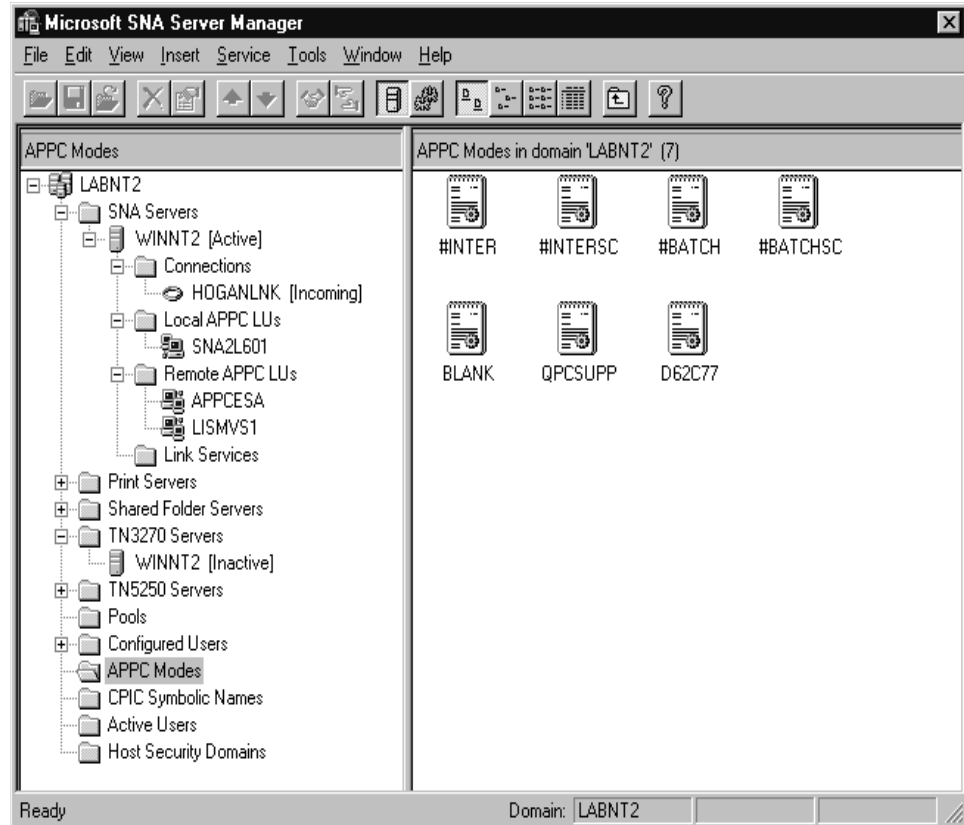 Microsoft SNA Server Manager
File Edit View Insert Service Tools Window Help
APPC Modes
APPC Modes in domain 'LABNT2' (7)
LABNT2
SNA Servers
WINNT2 [Active]
Connections
HOGANLNK [Incoming]
Local APPC LUs
SNA2L601
Remote APPC LUs
APPCESA
LISMVS1
Link Services
Print Servers
Shared Folder Servers
TN3270 Servers
WINNT2 [Inactive]
TN5250 Servers
Pools
Configured Users
APPC Modes
CPIC Symbolic Names
Active Users
Host Security Domains
#INTER #INTERSC #BATCH #BATCHSC
BLANK QPCSUPP D62C77
Ready Domain: LABNT2